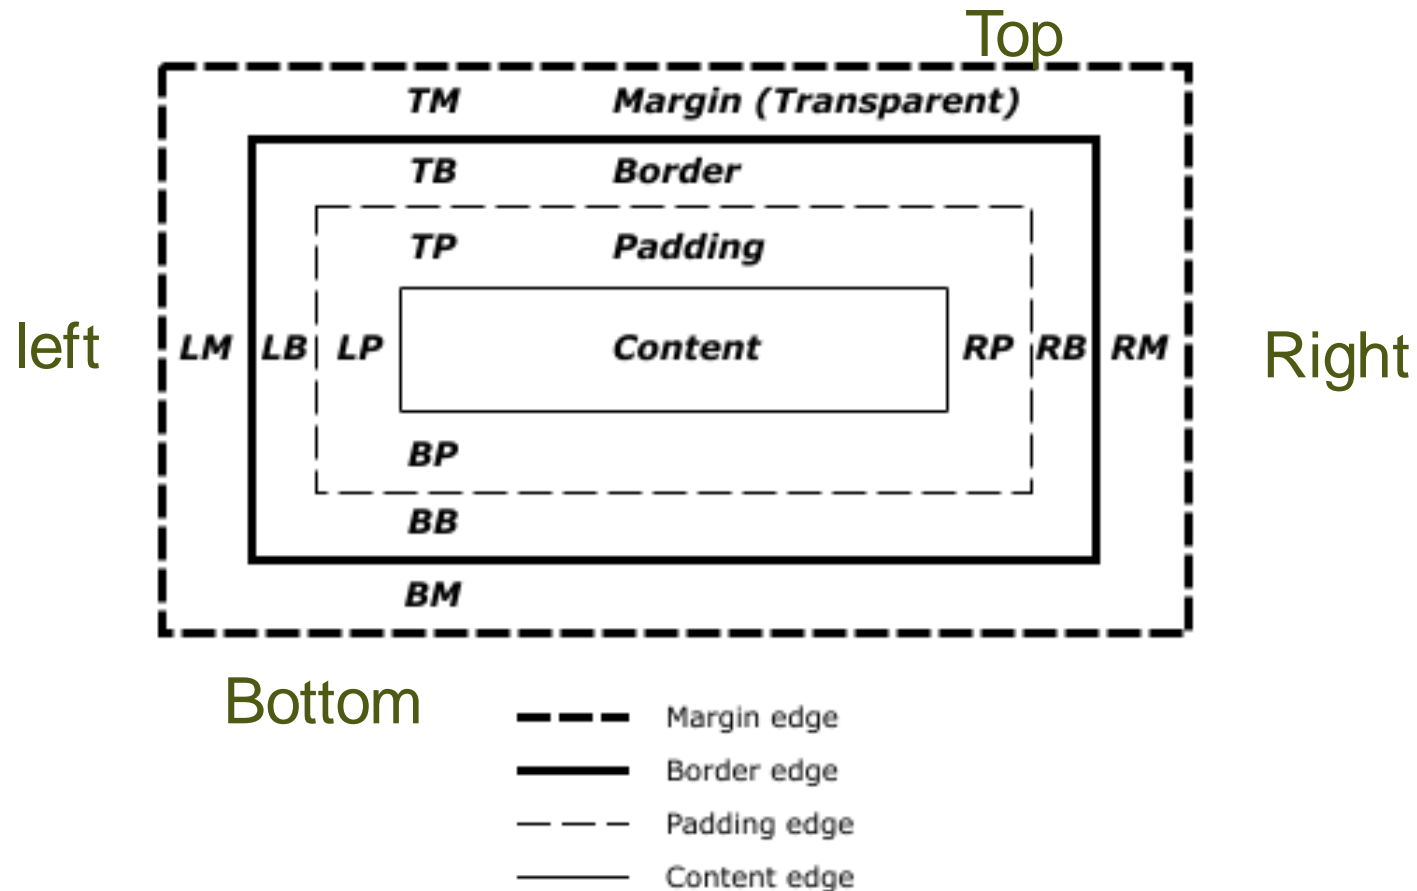 Top
TM Margin (Transparent)
TB Border
TP Padding
left LM LB LP Content RP RB RM Right
BP
BB
BM
Bottom
Margin edge
Border edge
Padding edge
Content edge